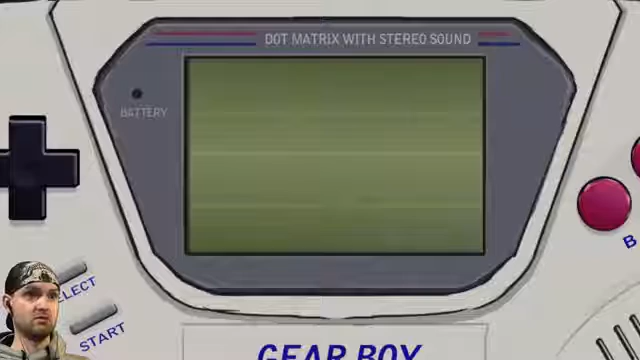 DOT MATRIX WITH STEREO SOUND
BATTERY
B
ELECT
START
GEAR BOY